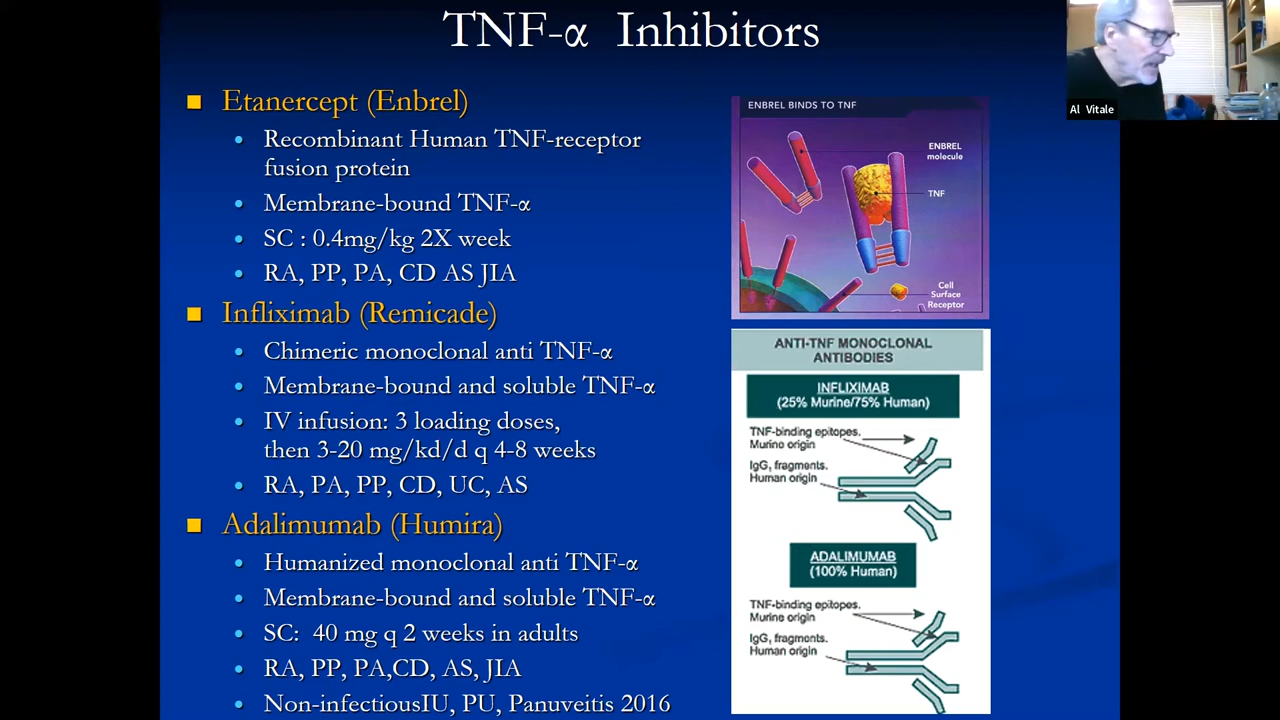 TNF-α Inhibitors
Etanercept (Enbrel)
Recombinant Human TNF-receptor
fusion protein
Membrane-bound TNF-α
SC : 0.4mg/kg 2X week
RA, PP, PA, CD AS JIA
Infliximab (Remicade)
Chimeric monoclonal anti TNF-α
Membrane-bound and soluble TNF-α
IV infusion: 3 loading doses,
then 3-20 mg/kd/d q 4-8 weeks
RA, PA, PP, CD, UC, AS
Adalimumab (Humira)
Humanized monoclonal anti TNF-α
Membrane-bound and soluble TNF-α
SC: 40 mg q 2 weeks in adults
RA, PP, PA,CD, AS, JIA
Non-infectiousIU, PU, Panuveitis 2016
ENBREL BINDS TO TNF
ENBREL
molecule
TNF
Cell
Surface
Receptor
ANTI-TNF MONOCLONAL
ANTIBODIES
INFLIXIMAB
(25% Murine/75% Human)
TNF-binding epitopes.
Murine origin
IgG₁ fragments.
Human origin
ADALIMUMAB
(100% Human)
TNF-binding epitopes.
Murine origin
IgG₁ fragments.
Human origin
Al Vitale